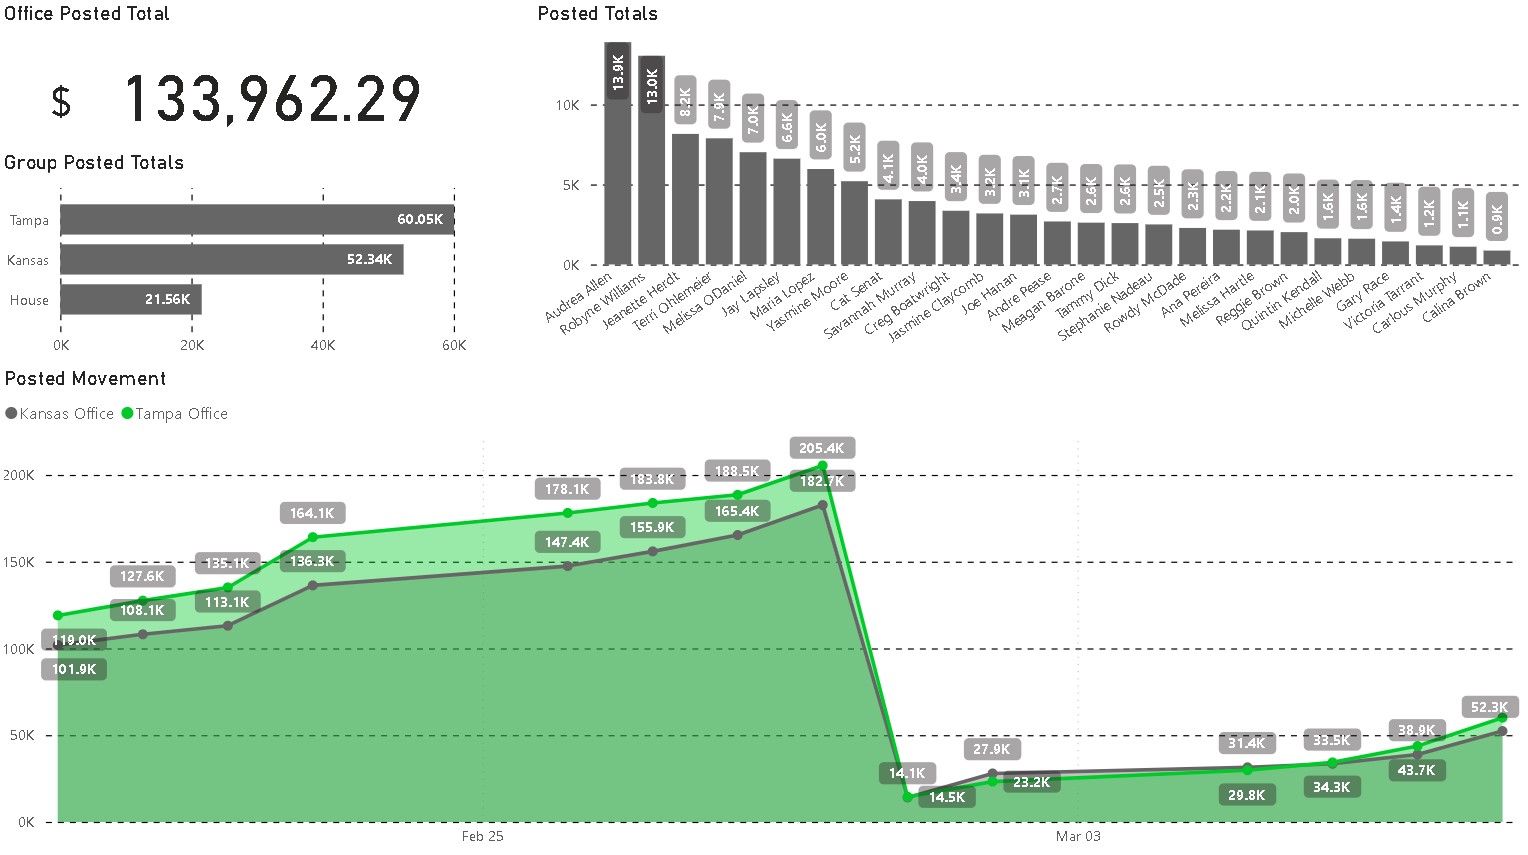 Office Posted Total
$ 133,962.29
Group Posted Totals
Tampa 60.05K
Kansas 52.34K
House 21.56K
0K 20K 40K 60K
Posted Totals
10K
5K
0K
13.9K 13.0K 8.2K 7.9K 7.0K 6.6K 6.0K 5.2K 4.1K 4.0K 3.4K 3.2K 3.1K 2.7K 2.6K 2.6K 2.5K 2.3K 2.2K 2.1K 2.0K 1.6K 1.6K 1.4K 1.2K 1.1K 0.9K
Audrea Allen
Robyne Williams
Jeanette Herdt
Terri Ohlemeier
Melissa ODaniel
Jay Lapsley
Maria Lopez
Yasmine Moore
Cat Senat
Savannah Murray
Creg Boatwright
Jasmine Claycomb
Joe Hanan
Andre Pease
Meagan Barone
Tammy Dick
Stephanie Nadeau
Rowdy McDade
Ana Pereira
Melissa Hartle
Reggie Brown
Quintin Kendall
Michelle Webb
Gary Race
Victoria Tarrant
Carlous Murphy
Calina Brown
Posted Movement
Kansas Office Tampa Office
200K
150K
100K
50K
0K
119.0K 127.6K 135.1K 164.1K 178.1K 183.8K 188.5K 205.4K
101.9K 108.1K 113.1K 136.3K 147.4K 155.9K 165.4K 182.7K
14.1K 27.9K 31.4K 33.5K 38.9K 52.3K
14.5K 23.2K 29.8K 34.3K 43.7K
Feb 25 Mar 03